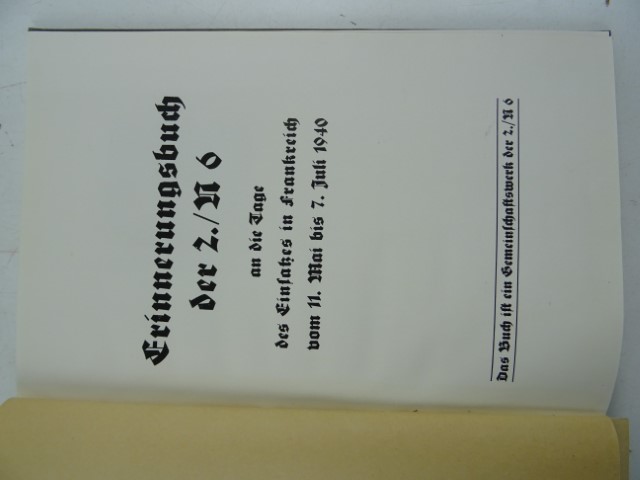 Erinnerungsbuch
der 2./N 6
an die Tage
des Einsatzes in Frankreich
vom 11. Mai bis 7. Juli 1940
Das Buch ist ein Gemeinschaftswerk der 2./N 6